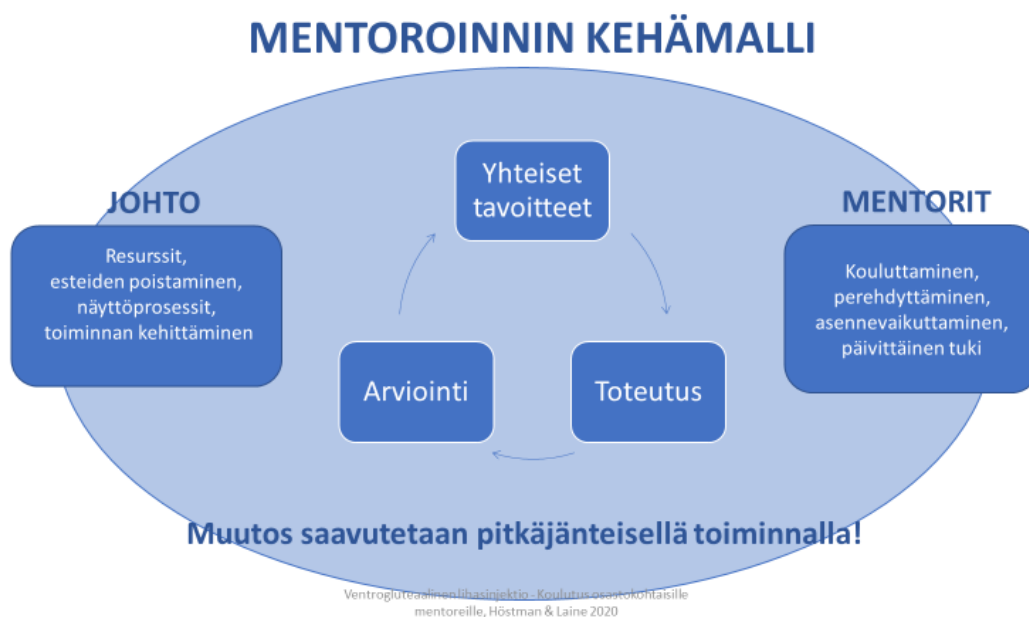 MENTOROINNIN KEHÄMALLI
Yhteiset
tavoitteet
JOHTO
Resurssit,
esteiden poistaminen,
näyttöprosessit,
toiminnan kehittäminen
MENTORIT
Kouluttaminen,
perehdyttäminen,
asennevaikuttaminen,
päivittäinen tuki
Arviointi
Toteutus
Muutos saavutetaan pitkäjänteisellä toiminnalla!
Ventrogluteaalinen lihasinjektio - Koulutus osastokohtaisille
mentoreille, Höstman & Laine 2020